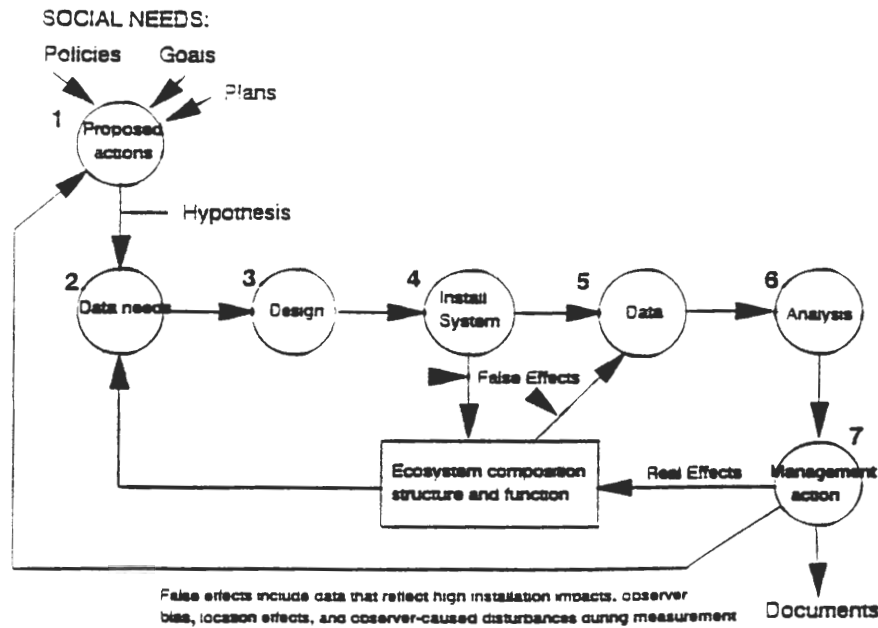 SOCIAL NEEDS:
Policies Goals
Plans
1
Proposed
actions
Hypothesis
2.
Data needs
3
Design
4
Install
System
5
Data
6
Analysis
False Effects
7
Management
action
Ecosystem composition
structure and function
Real Effects
Documents
False effects include data that reflect high installation impacts, observer
bias, location effects, and observer-caused disturbances during measurement